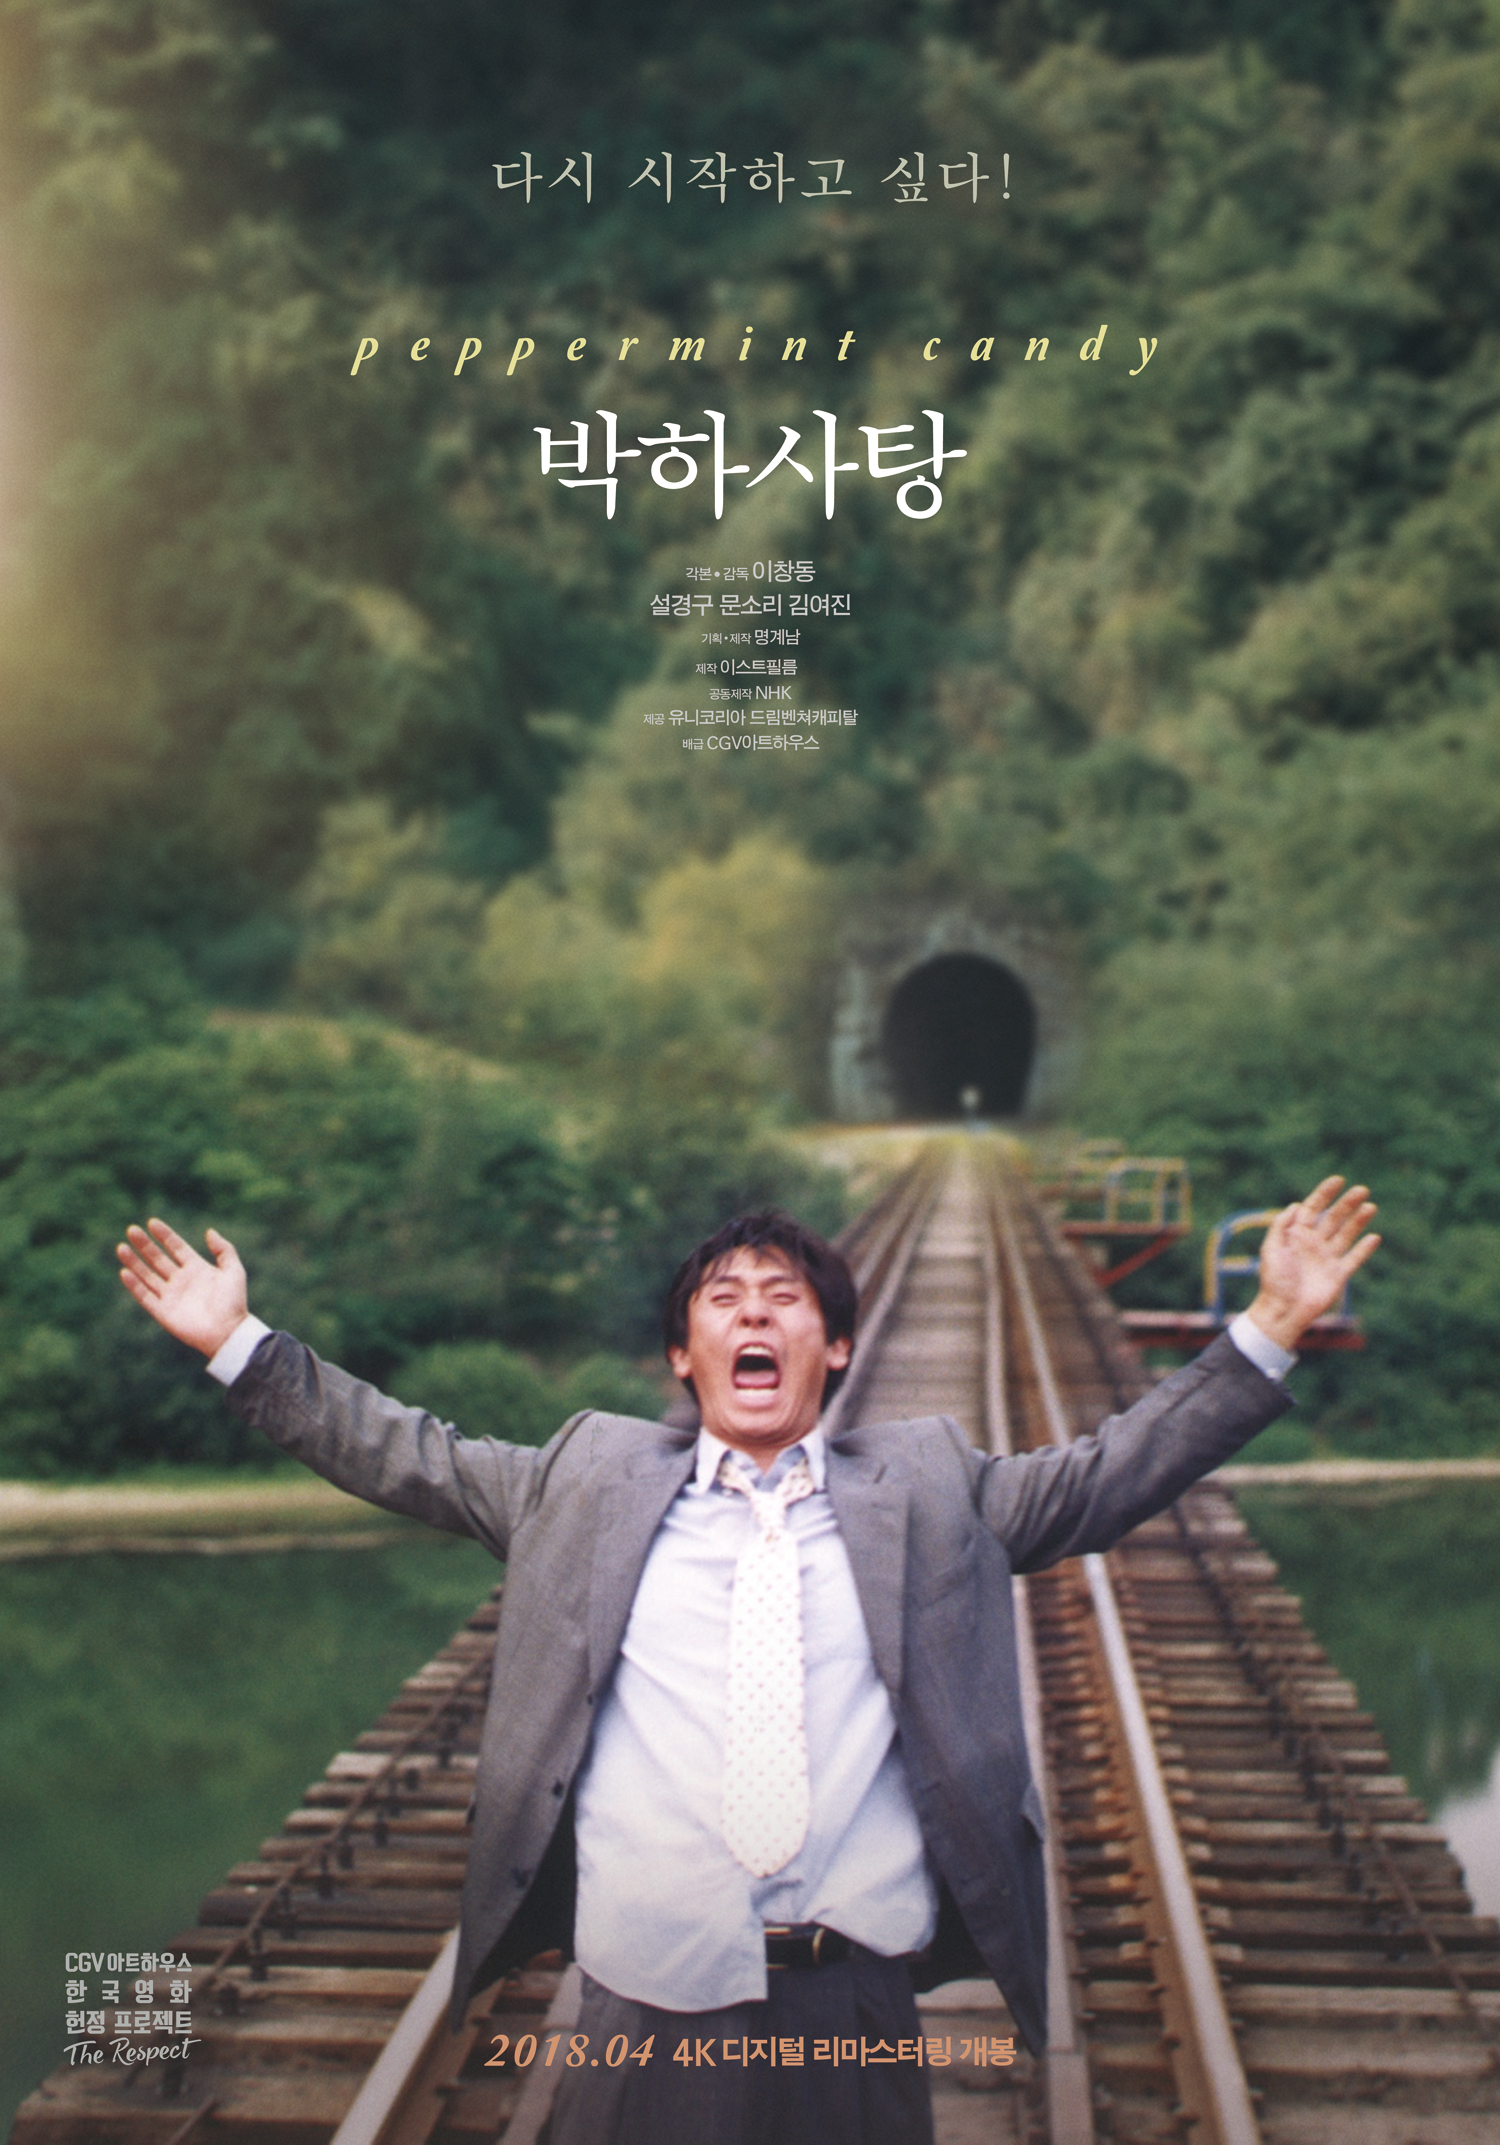 다시 시작하고 싶다!
peppermint candy
박하사탕
각본•감독 이창동
설경구 문소리 김여진
기획•제작 명계남
제작 이스트필름
공동제작 NHK
제공 유니코리아 드림벤쳐캐피탈
배급 CGV아트하우스
CGV아트하우스
한국영화
헌정 프로젝트
The Respect
2018.04 4K 디지털 리마스터링 개봉